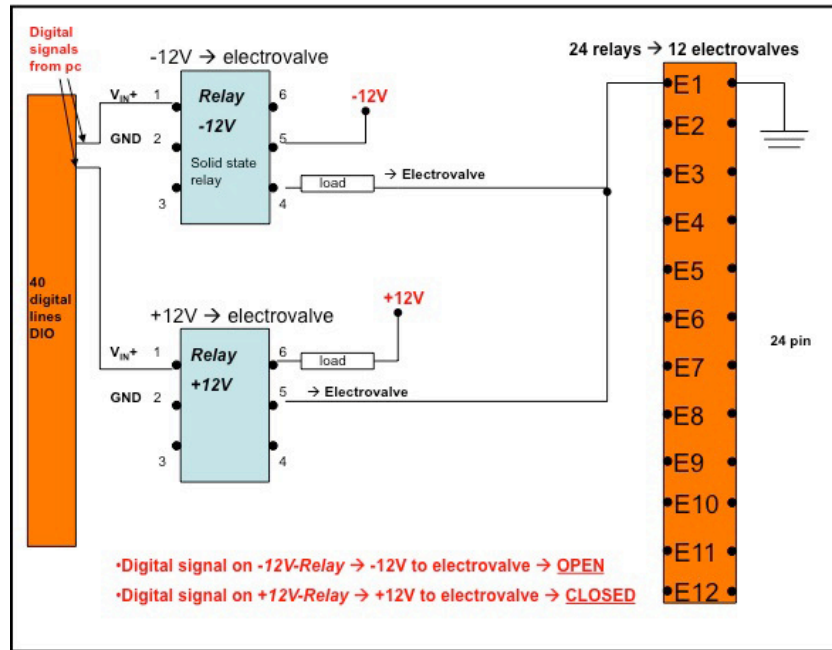 Digital
signals
from pc
-12V → electrovalve
24 relays → 12 electrovalves
V_IN+
1
Relay
-12V
6
-12V
GND
2
Solid state
relay
5
load
→ Electrovalve
3
4
40
digital
lines
DIO
+12V → electrovalve
+12V
V_IN+
1
Relay
+12V
6
load
GND
2
5
→ Electrovalve
3
4
E1
E2
E3
E4
E5
E6
E7
E8
E9
E10
E11
E12
24 pin
•Digital signal on -12V-Relay → -12V to electrovalve → OPEN
•Digital signal on +12V-Relay → +12V to electrovalve → CLOSED